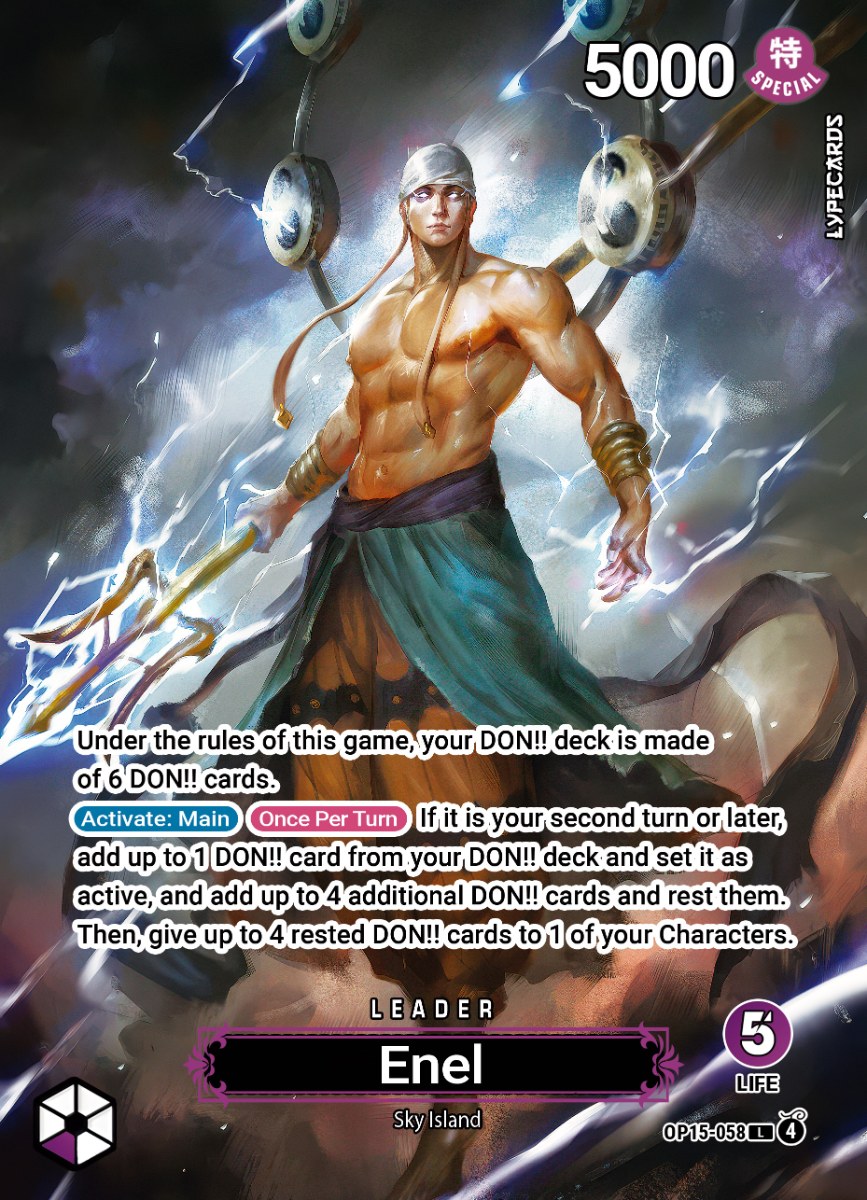 5000 特
SPECIAL
LYPECARDS
Under the rules of this game, your DON!! deck is made
of 6 DON!! cards.
Activate: Main Once Per Turn If it is your second turn or later,
add up to 1 DON!! card from your DON!! deck and set it as
active, and add up to 4 additional DON!! cards and rest them.
Then, give up to 4 rested DON!! cards to 1 of your Characters.
LEADER
Enel
5
LIFE
Sky Island
OP15-058 L 4